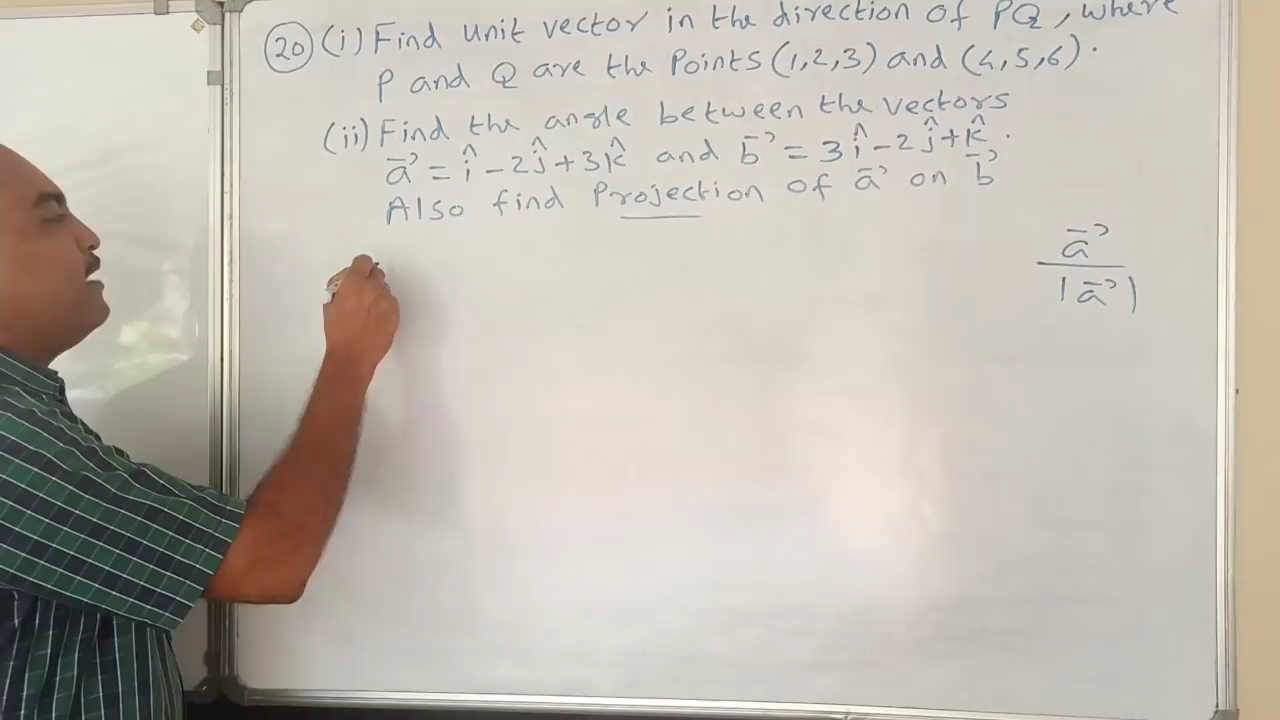 20 (i) Find unit vector in the direction of PQ, where
P and Q are the Points (1,2,3) and (4,5,6).
(ii) Find the angle between the vectors
a⃗ = î - 2ĵ + 3k̂ and b⃗ = 3î - 2ĵ + k̂.
Also find Projection of a⃗ on b⃗
a⃗
|a⃗|